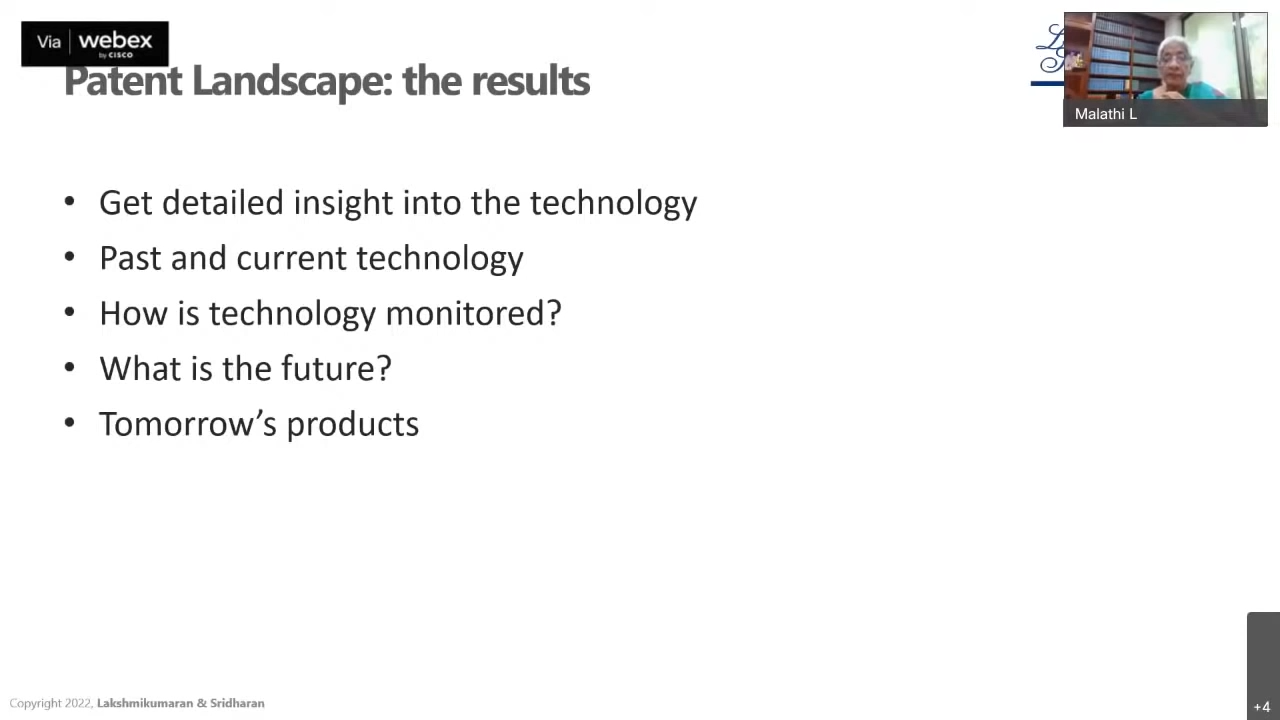 Via webex
by CISCO
Patent Landscape: the results
Malathi L
• Get detailed insight into the technology
• Past and current technology
• How is technology monitored?
• What is the future?
• Tomorrow’s products
Copyright 2022, Lakshmikumaran & Sridharan
+4